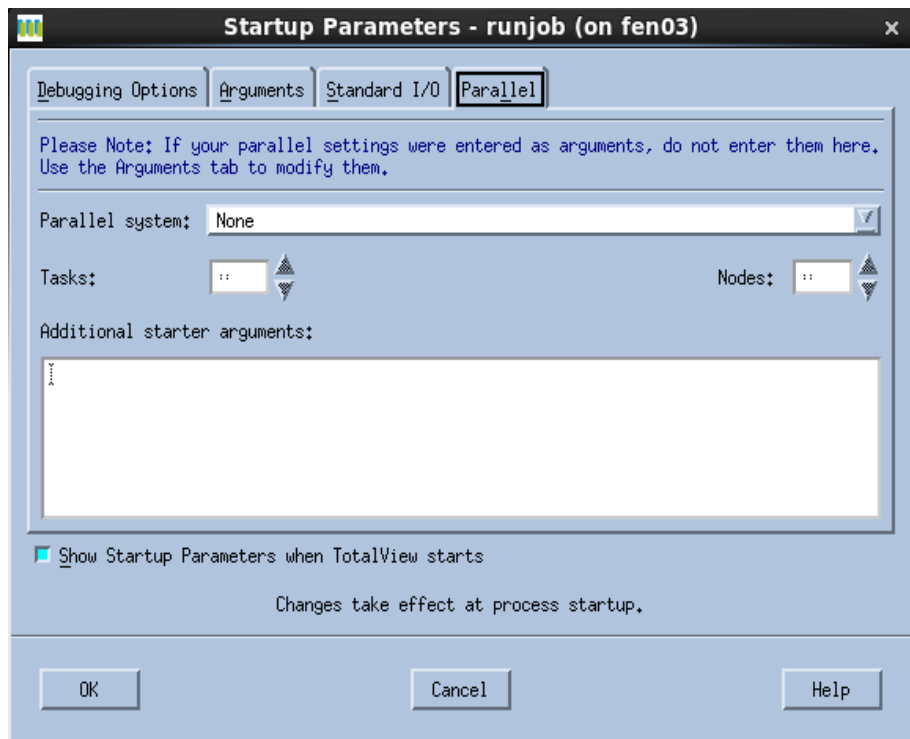 Startup Parameters - runjob (on fen03)
Debugging Options Arguments Standard I/O Parallel
Please Note: If your parallel settings were entered as arguments, do not enter them here.
Use the Arguments tab to modify them.
Parallel system: None
Tasks: Nodes:
Additional starter arguments:
Show Startup Parameters when TotalView starts
Changes take effect at process startup.
OK Cancel Help